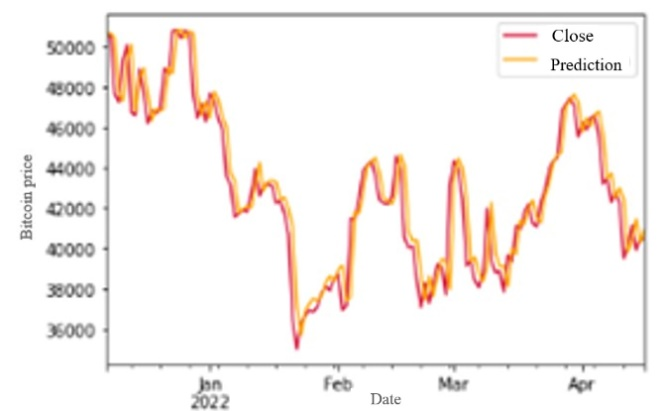 Close
Prediction
50000
48000
46000
44000
42000
40000
38000
36000
Bitcoin price
Jan
Feb
Mar
Apr
2022
Date